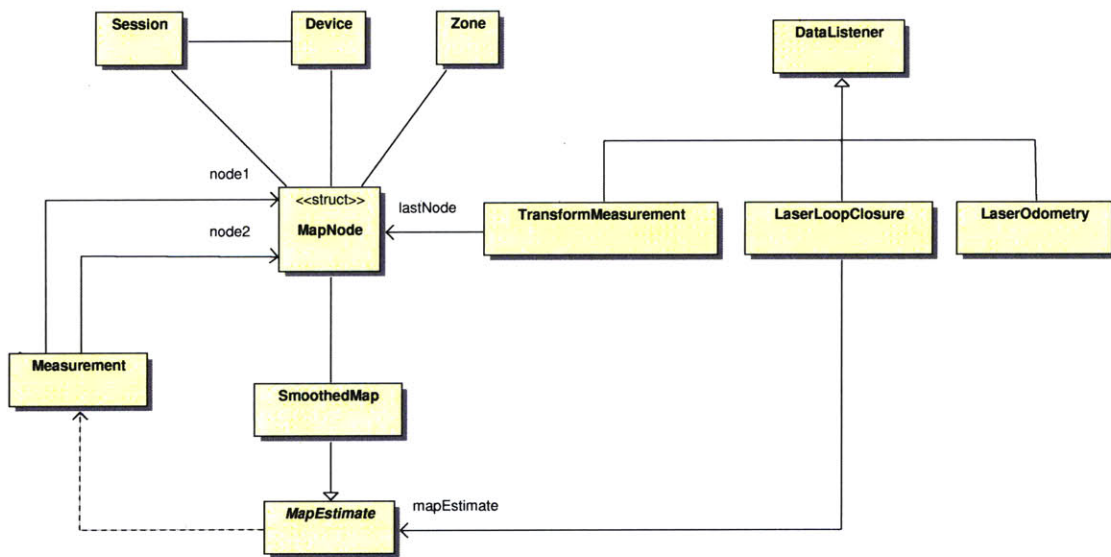 Session
Device
Zone
DataListener
node1
<<struct>>
MapNode
lastNode
TransformMeasurement
LaserLoopClosure
LaserOdometry
node2
Measurement
SmoothedMap
MapEstimate
mapEstimate